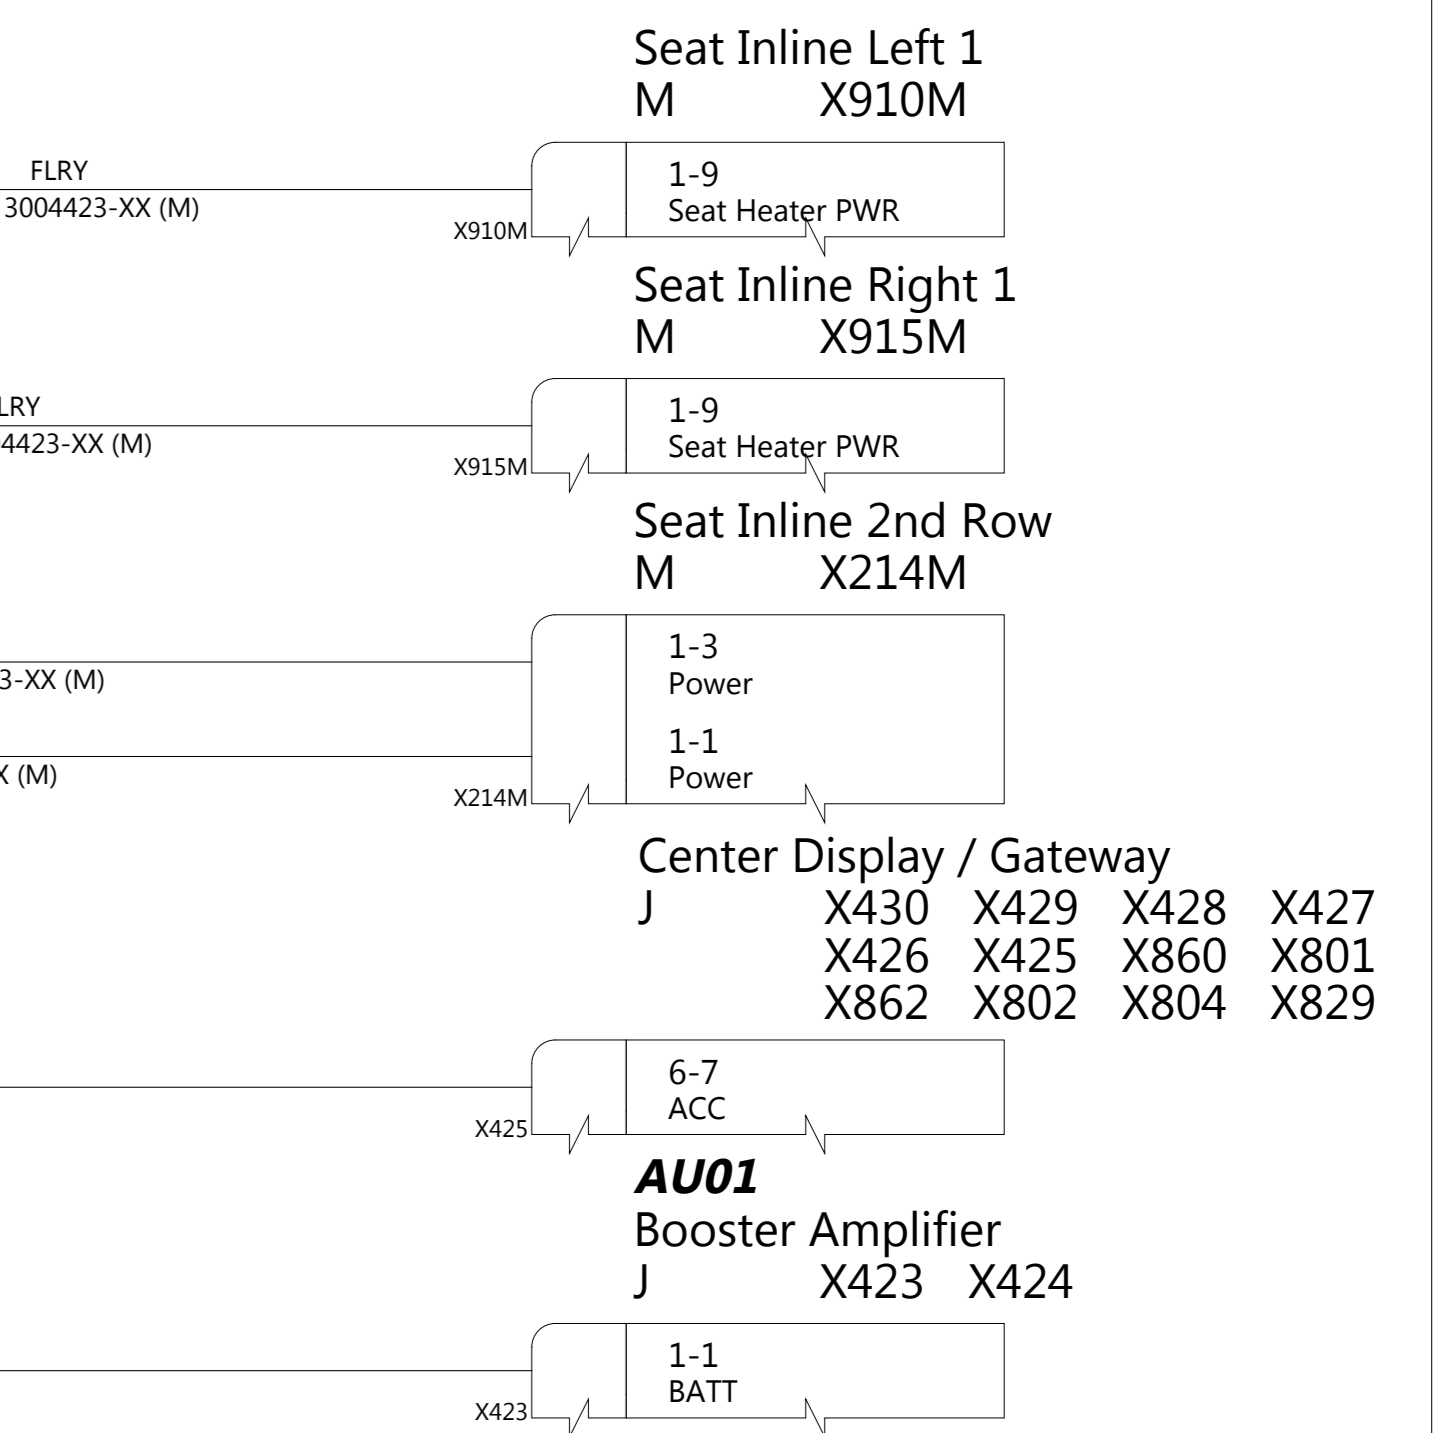 Seat Inline Left 1
M X910M
FLRY
3004423-XX (M)
X910M
1-9
Seat Heater PWR
Seat Inline Right 1
M X915M
LRY
4423-XX (M)
X915M
1-9
Seat Heater PWR
Seat Inline 2nd Row
M X214M
1-3
Power
3-XX (M)
1-1
Power
X (M)
X214M
Center Display / Gateway
J X430 X429 X428 X427
X426 X425 X860 X801
X862 X802 X804 X829
6-7
ACC
X425
AU01
Booster Amplifier
J X423 X424
1-1
BATT
X423